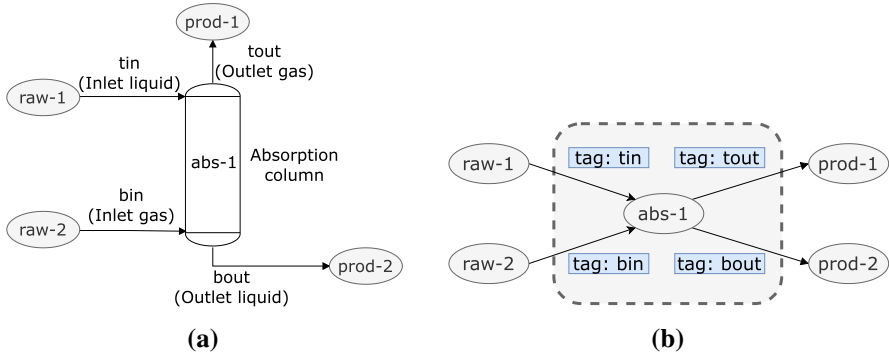 prod-1
tout
(Outlet gas)
tin
(Inlet liquid)
raw-1
abs-1
Absorption
column
bin
(Inlet gas)
raw-2
prod-2
bout
(Outlet liquid)
(a)
raw-1
tag: tin
tag: tout
prod-1
abs-1
raw-2
tag: bin
tag: bout
prod-2
(b)